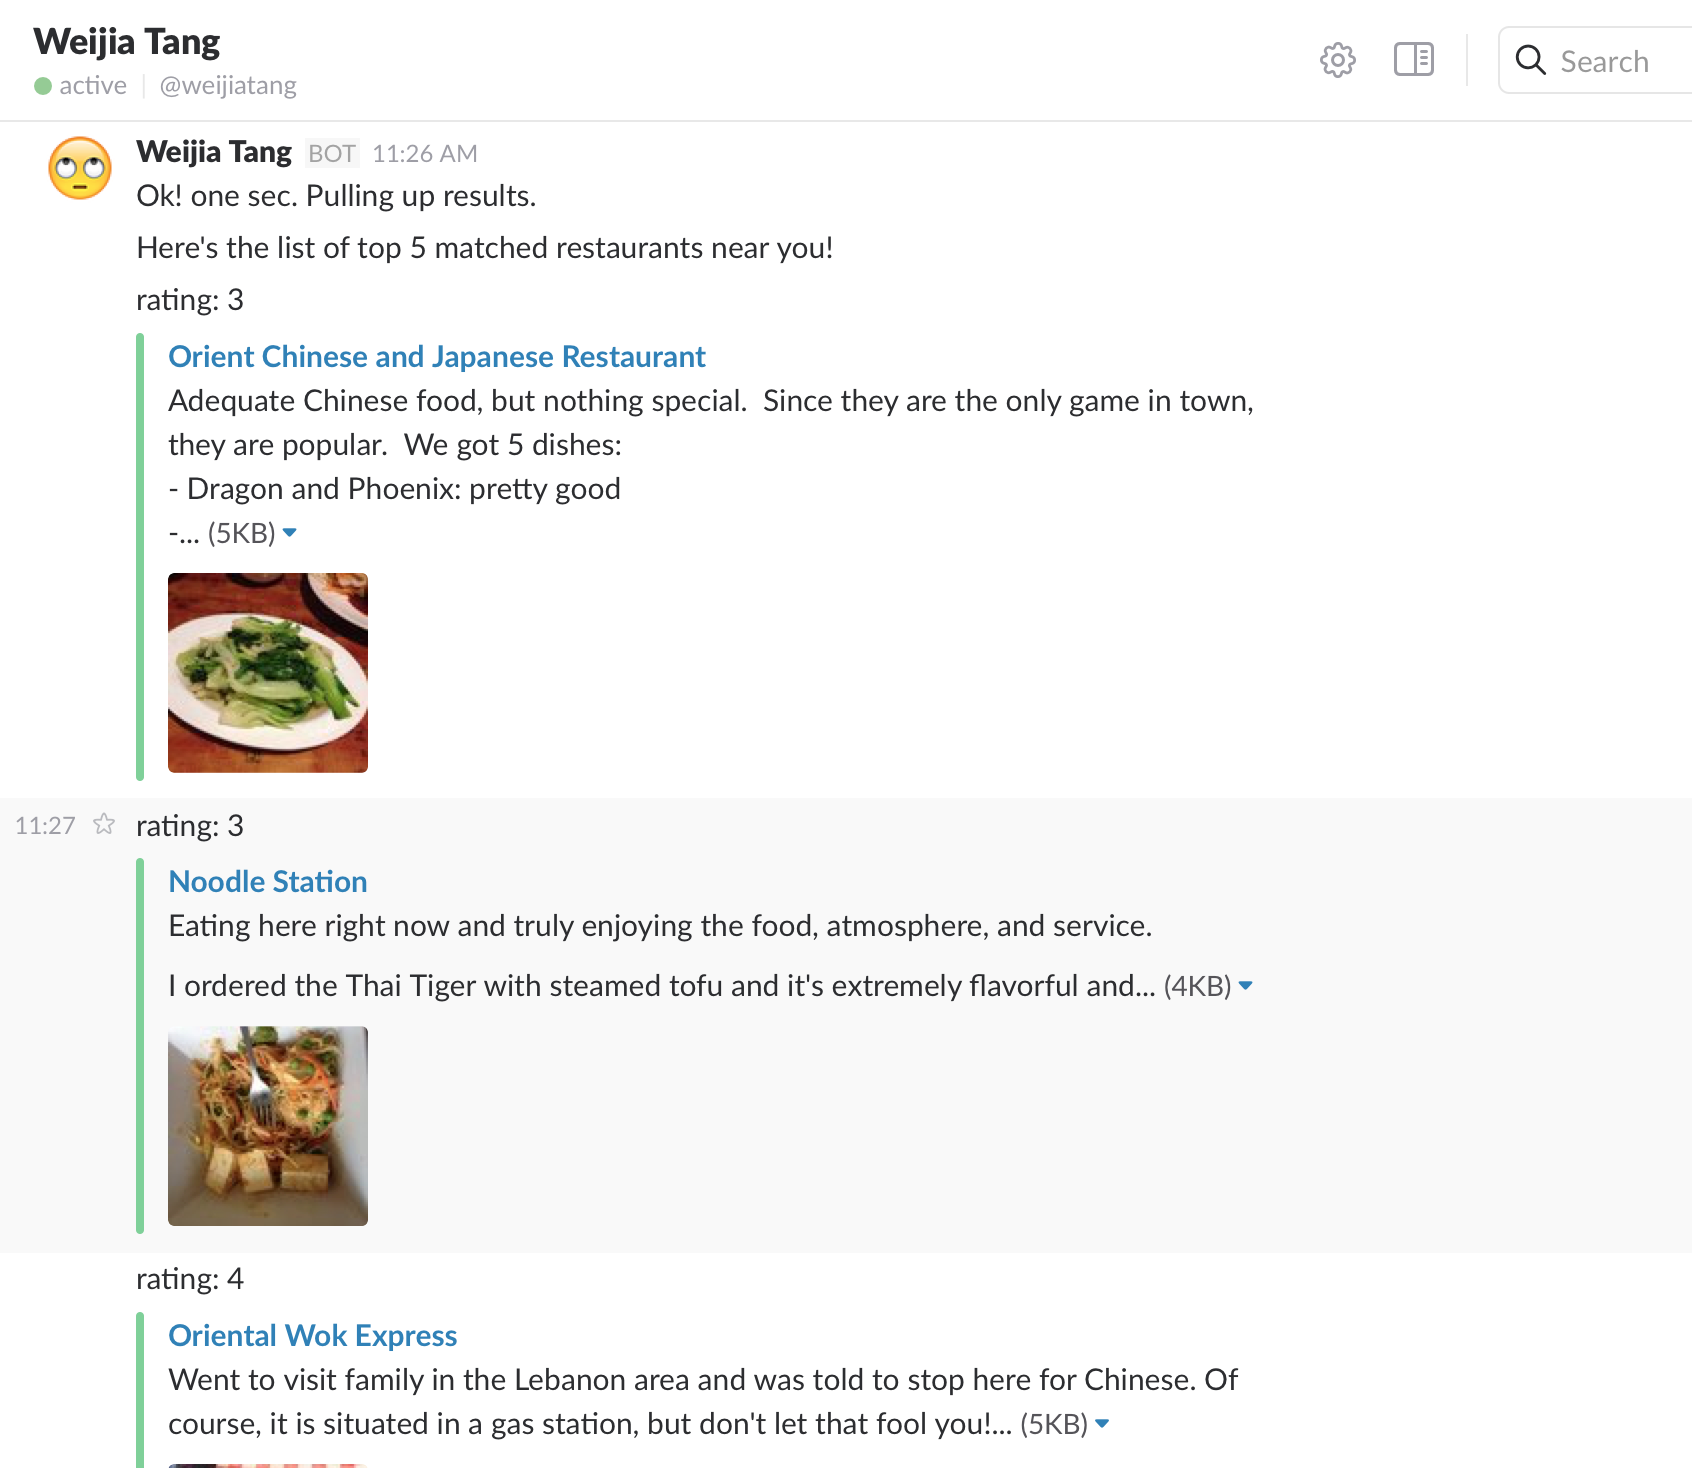 Weijia Tang
active @weijiatang
Search
Weijia Tang BOT 11:26 AM
Ok! one sec. Pulling up results.
Here's the list of top 5 matched restaurants near you!
rating: 3
Orient Chinese and Japanese Restaurant
Adequate Chinese food, but nothing special.  Since they are the only game in town,
they are popular.  We got 5 dishes:
- Dragon and Phoenix: pretty good
-... (5KB)
11:27 rating: 3
Noodle Station
Eating here right now and truly enjoying the food, atmosphere, and service.
I ordered the Thai Tiger with steamed tofu and it's extremely flavorful and... (4KB)
rating: 4
Oriental Wok Express
Went to visit family in the Lebanon area and was told to stop here for Chinese. Of
course, it is situated in a gas station, but don't let that fool you!... (5KB)